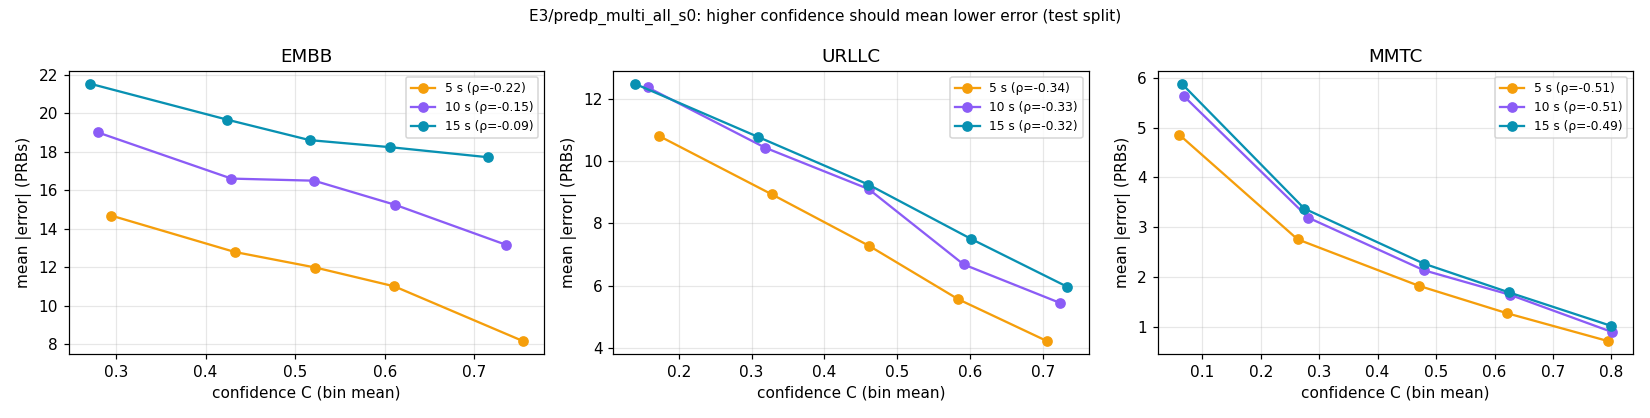 E3/predp_multi_all_s0: higher confidence should mean lower error (test split)
EMBB
mean |error| (PRBs)
22
20
18
16
14
12
10
8
0.3
0.4
0.5
0.6
0.7
confidence C (bin mean)
5 s (ρ=-0.22)
10 s (ρ=-0.15)
15 s (ρ=-0.09)
URLLC
mean |error| (PRBs)
12
10
8
6
4
0.2
0.3
0.4
0.5
0.6
0.7
confidence C (bin mean)
5 s (ρ=-0.34)
10 s (ρ=-0.33)
15 s (ρ=-0.32)
MMTC
mean |error| (PRBs)
6
5
4
3
2
1
0.1
0.2
0.3
0.4
0.5
0.6
0.7
0.8
confidence C (bin mean)
5 s (ρ=-0.51)
10 s (ρ=-0.51)
15 s (ρ=-0.49)